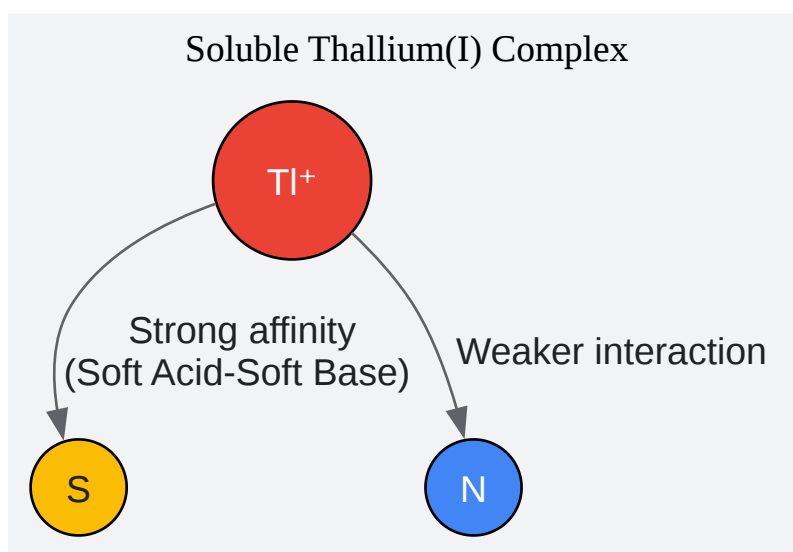 Soluble Thallium(I) Complex
Tl⁺
Strong affinity
(Soft Acid-Soft Base)
Weaker interaction
S
N